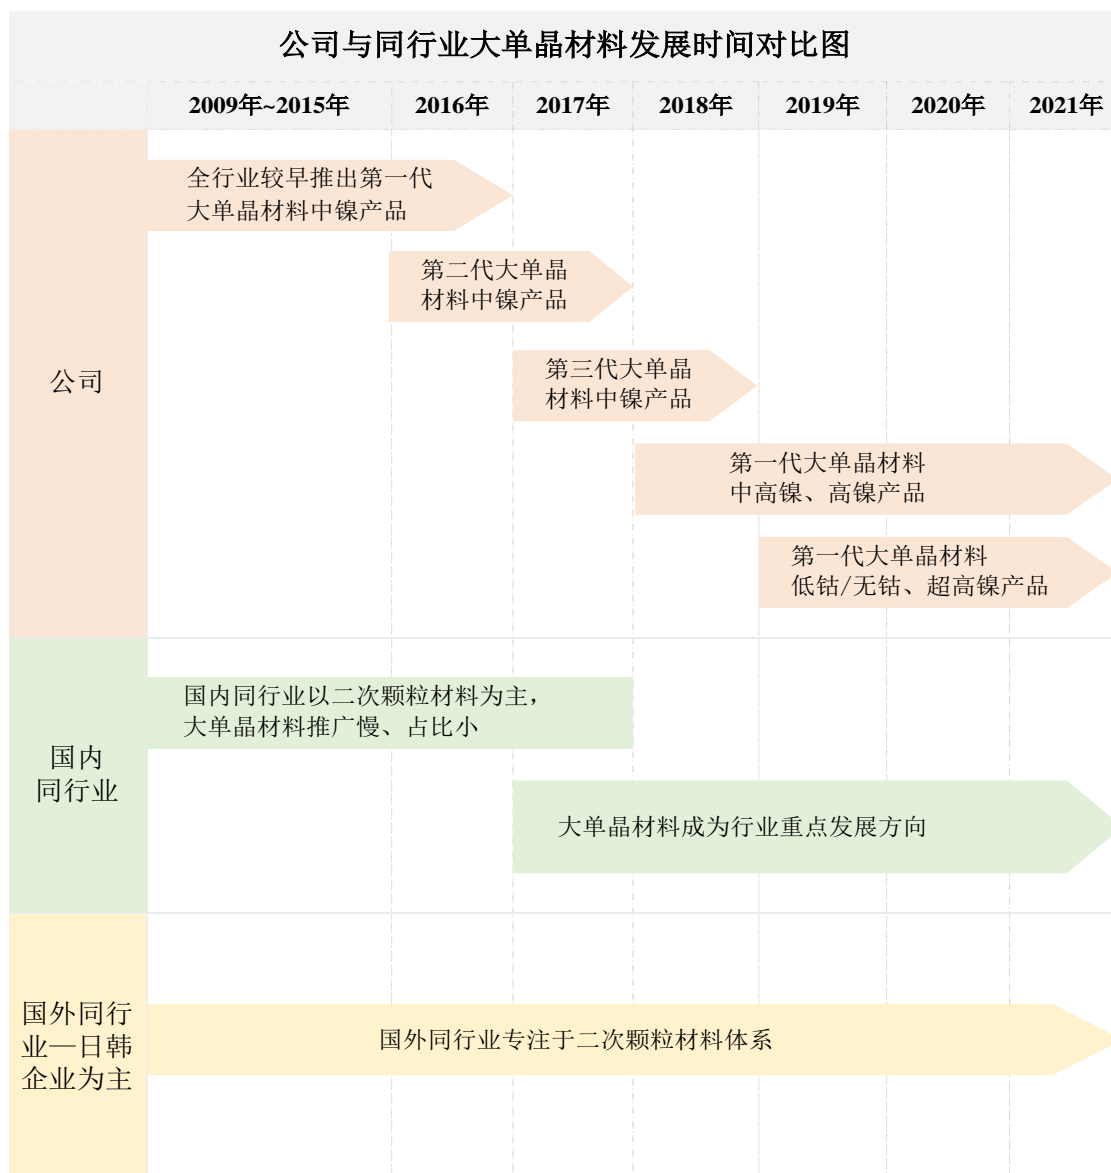 公司与同行业大单晶材料发展时间对比图
2009年~2015年 2016年 2017年 2018年 2019年 2020年 2021年
公司
全行业较早推出第一代
大单晶材料中镍产品
第二代大单晶
材料中镍产品
第三代大单晶
材料中镍产品
第一代大单晶材料
中高镍、高镍产品
第一代大单晶材料
低钴/无钴、超高镍产品
国内
同行业
国内同行业以二次颗粒材料为主，
大单晶材料推广慢、占比小
大单晶材料成为行业重点发展方向
国外同行
业—日韩
企业为主
国外同行业专注于二次颗粒材料体系